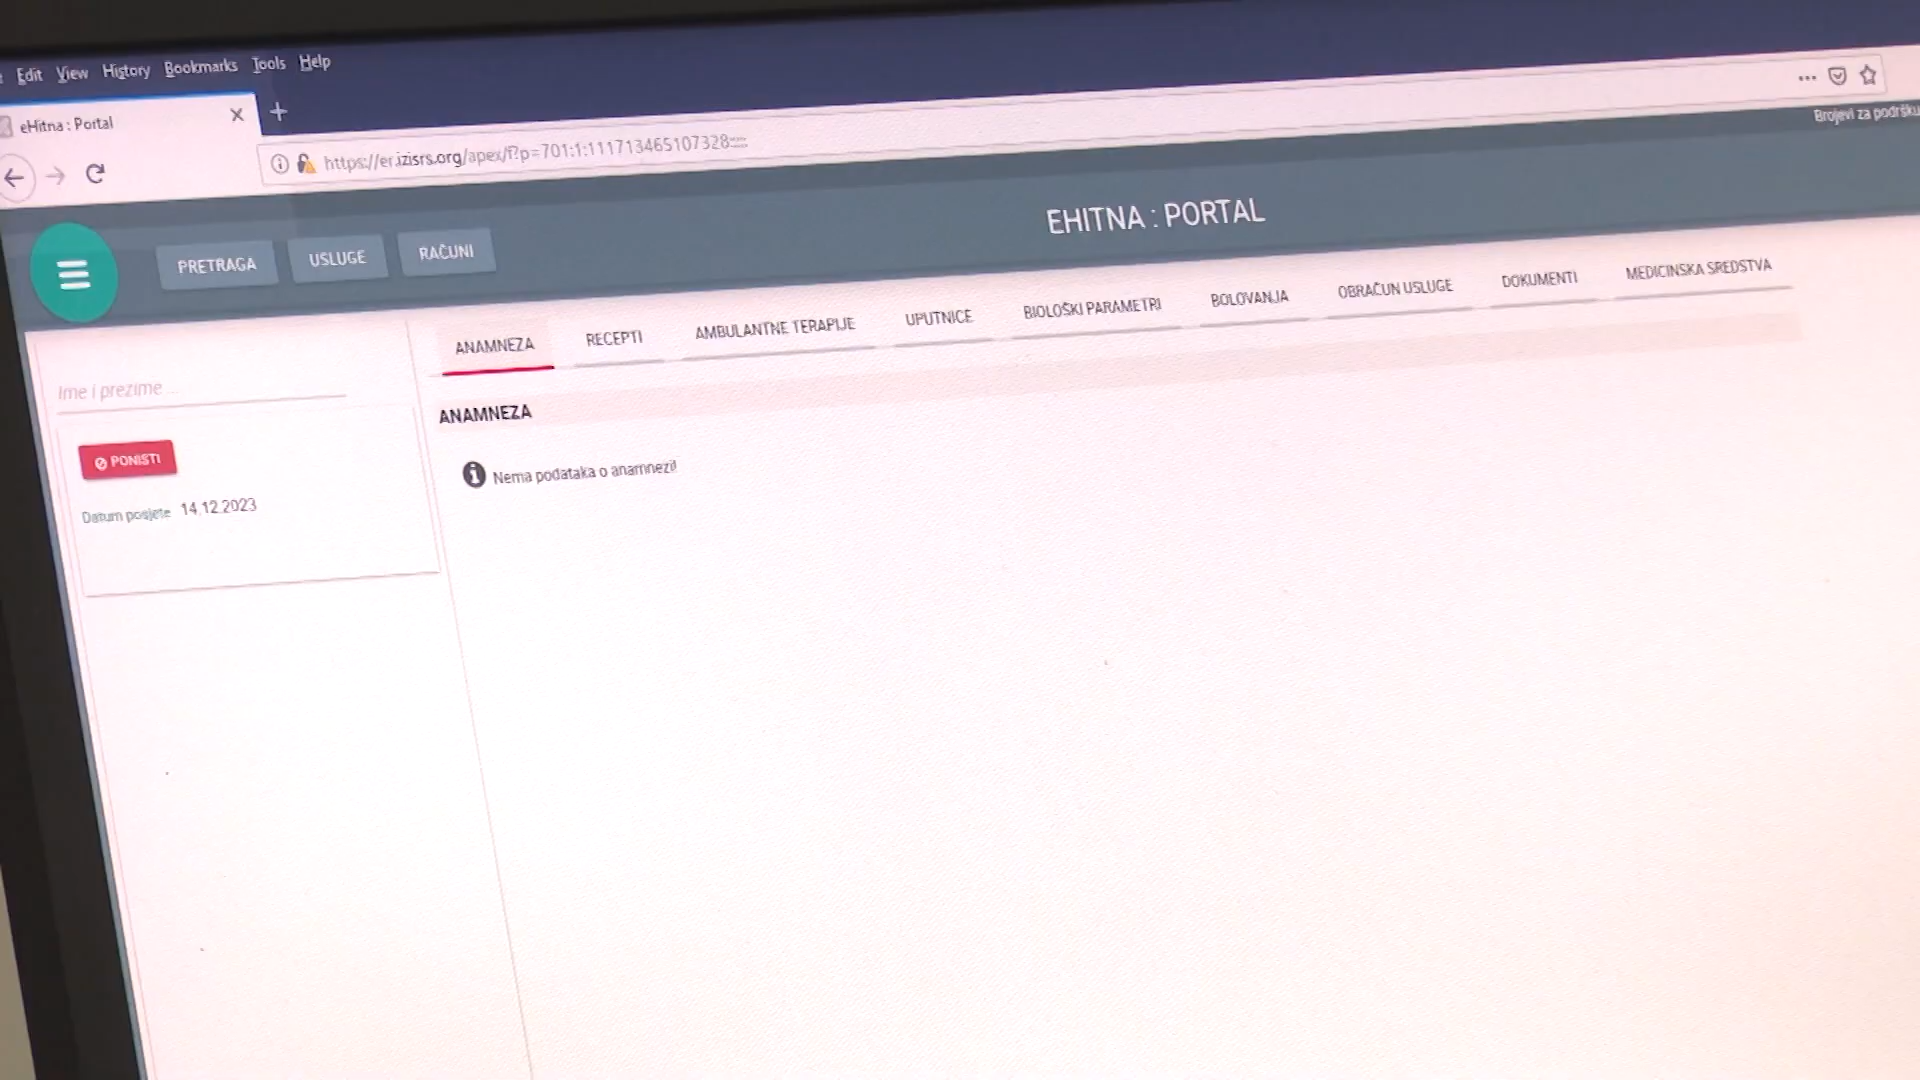 Edit View History Bookmarks Tools Help
eHitna : Portal
https://er.izisrs.org/apex/f?p=701:1:111713465107328:::::
Brojevi za podršku
PRETRAGA USLUGE RAČUNI
EHITNA : PORTAL
ANAMNEZA RECEPTI AMBULANTNE TERAPIJE UPUTNICE BIOLOŠKI PARAMETRI BOLOVANJA OBRAČUN USLUGE DOKUMENTI MEDICINSKA SREDSTVA
Ime i prezime ...
ANAMNEZA
PONISTI
Nema podataka o anamnezi!
Datum posjete 14.12.2023